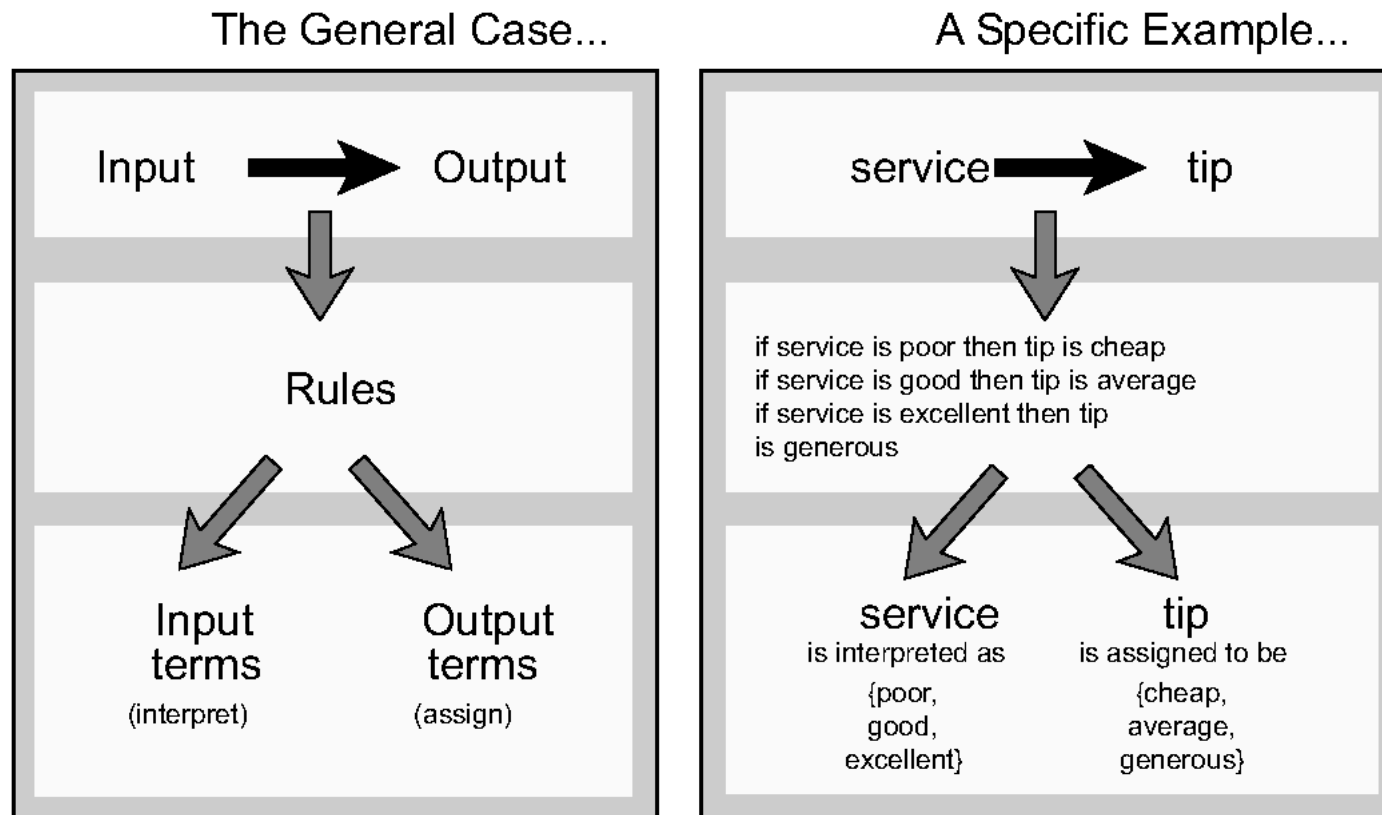 The General Case...
Input
Output
Rules
Input
terms
(interpret)
Output
terms
(assign)
A Specific Example...
service
tip
if service is poor then tip is cheap
if service is good then tip is average
if service is excellent then tip
is generous
service
is interpreted as
{poor,
good,
excellent}
tip
is assigned to be
{cheap,
average,
generous}